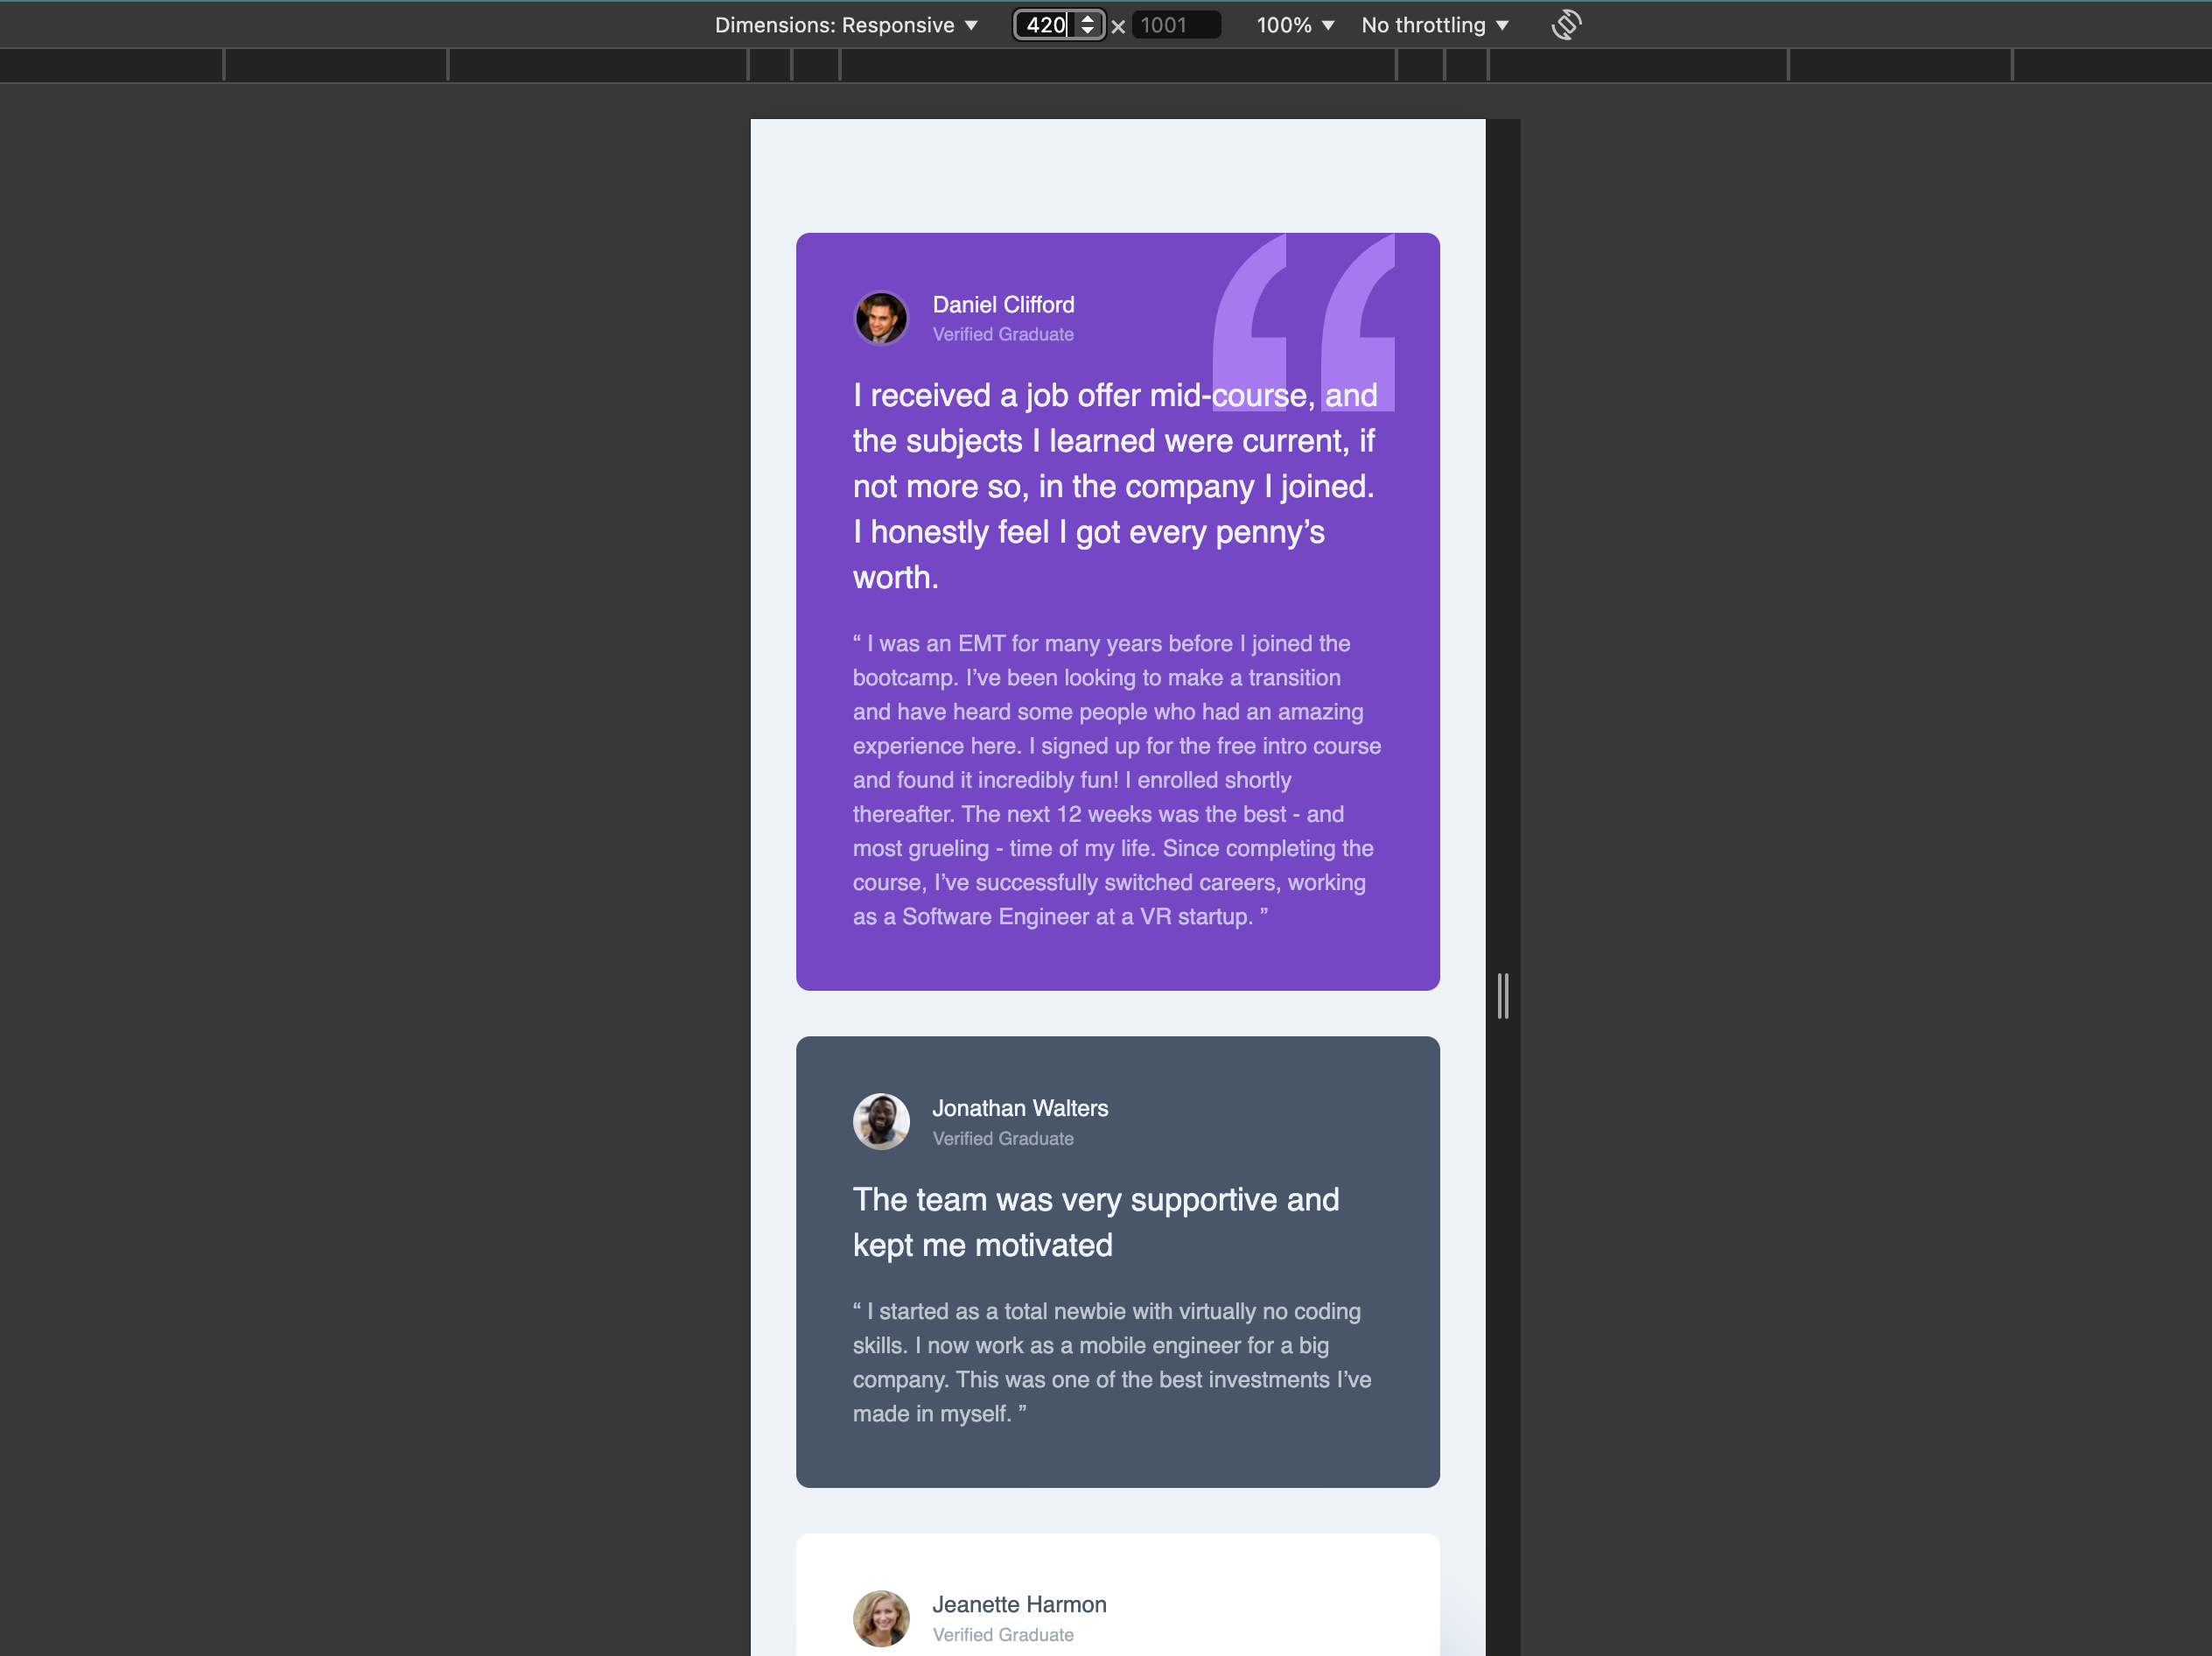 Dimensions: Responsive ▼ 420 × 1001 100% ▼ No throttling ▼
Daniel Clifford
Verified Graduate
I received a job offer mid-course, and
the subjects I learned were current, if
not more so, in the company I joined.
I honestly feel I got every penny’s
worth.
“ I was an EMT for many years before I joined the
bootcamp. I’ve been looking to make a transition
and have heard some people who had an amazing
experience here. I signed up for the free intro course
and found it incredibly fun! I enrolled shortly
thereafter. The next 12 weeks was the best - and
most grueling - time of my life. Since completing the
course, I’ve successfully switched careers, working
as a Software Engineer at a VR startup. ”
Jonathan Walters
Verified Graduate
The team was very supportive and
kept me motivated
“ I started as a total newbie with virtually no coding
skills. I now work as a mobile engineer for a big
company. This was one of the best investments I’ve
made in myself. ”
Jeanette Harmon
Verified Graduate